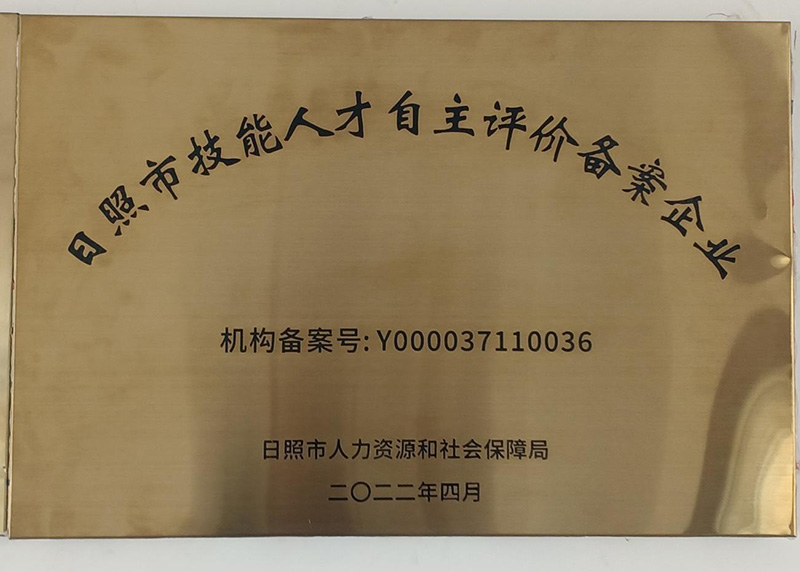 日照市技能人才自主评价备案企业
机构备案号: Y000037110036
日照市人力资源和社会保障局
二〇二二年四月